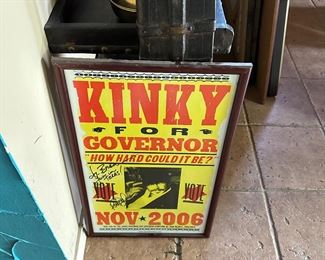 KINKY
FOR
GOVERNOR
"HOW HARD COULD IT BE?"
VOTE VOTE
NOV ★ 2006